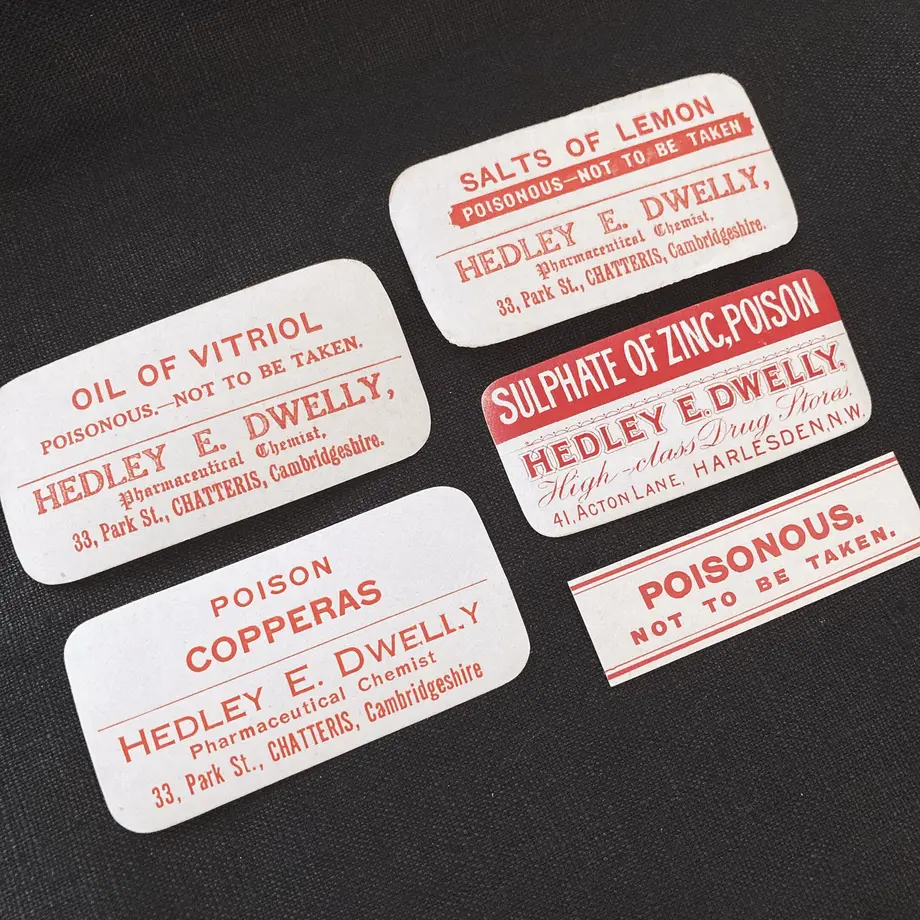 SALTS OF LEMON
POISONOUS—NOT TO BE TAKEN
HEDLEY E. DWELLY,
Pharmaceutical Chemist,
33, Park St., CHATTERIS, Cambridgeshire.
OIL OF VITRIOL
POISONOUS.—NOT TO BE TAKEN.
HEDLEY E. DWELLY,
Pharmaceutical Chemist,
33, Park St., CHATTERIS, Cambridgeshire.
SULPHATE OF ZINC, POISON
HEDLEY E. DWELLY,
High-class Drug Stores.
41, ACTON LANE, HARLESDEN, N.W.
POISON
COPPERAS
HEDLEY E. DWELLY
Pharmaceutical Chemist
33, Park St., CHATTERIS, Cambridgeshire
POISONOUS.
NOT TO BE TAKEN.